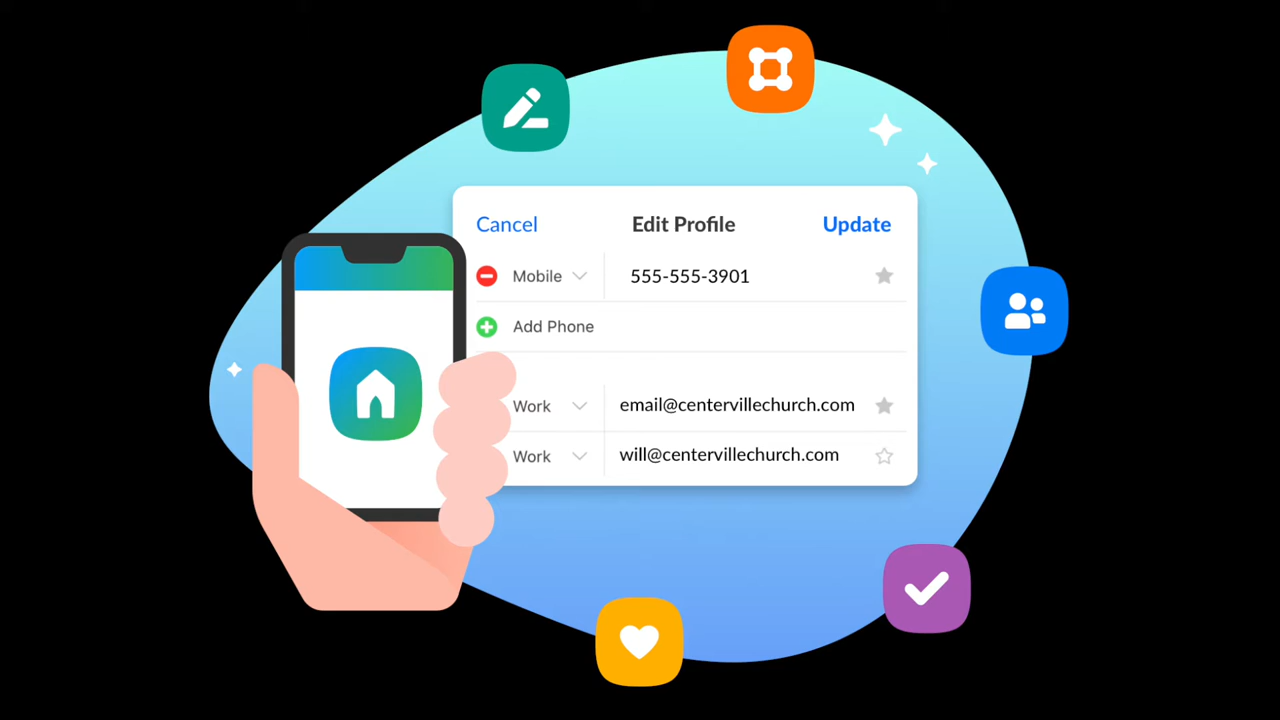 Cancel Edit Profile Update
Mobile 555-555-3901
Add Phone
Work email@centervillechurch.com
Work will@centervillechurch.com